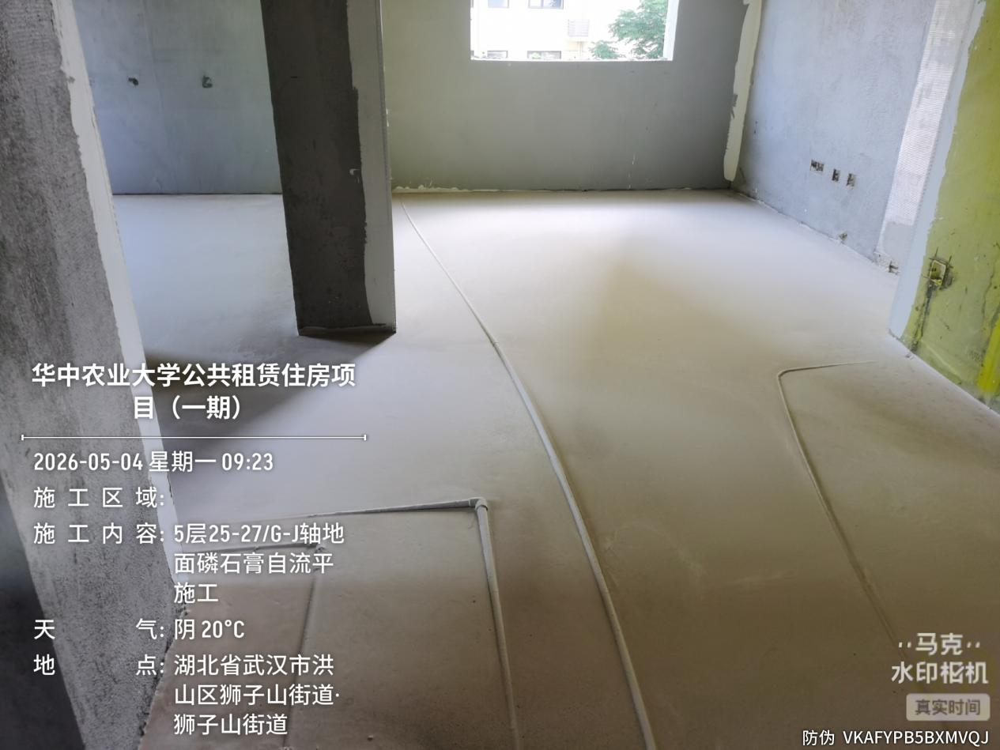 华中农业大学公共租赁住房项
目（一期）
2026-05-04 星期一 09:23
施工区域:
施工内容: 5层25-27/G-J轴地
面磷石膏自流平
施工
天气: 阴 20°C
地点: 湖北省武汉市洪
山区狮子山街道·
狮子山街道
马克
水印相机
真实时间
防伪 VKAFYPB5BXMVQJ